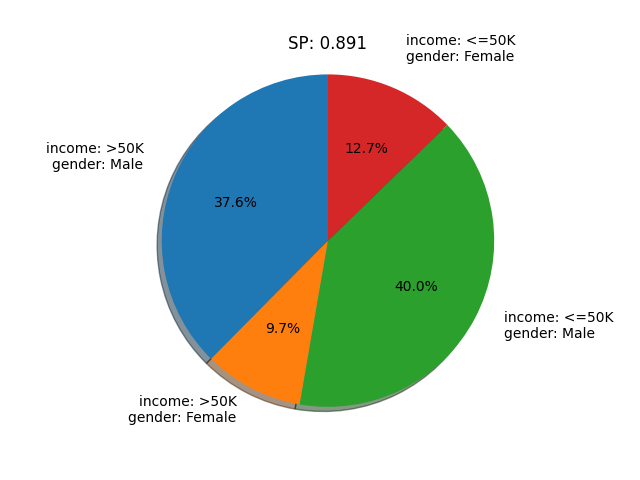 SP: 0.891
income: <=50K
gender: Female
income: >50K
gender: Male
12.7%
37.6%
40.0%
income: <=50K
gender: Male
9.7%
income: >50K
gender: Female